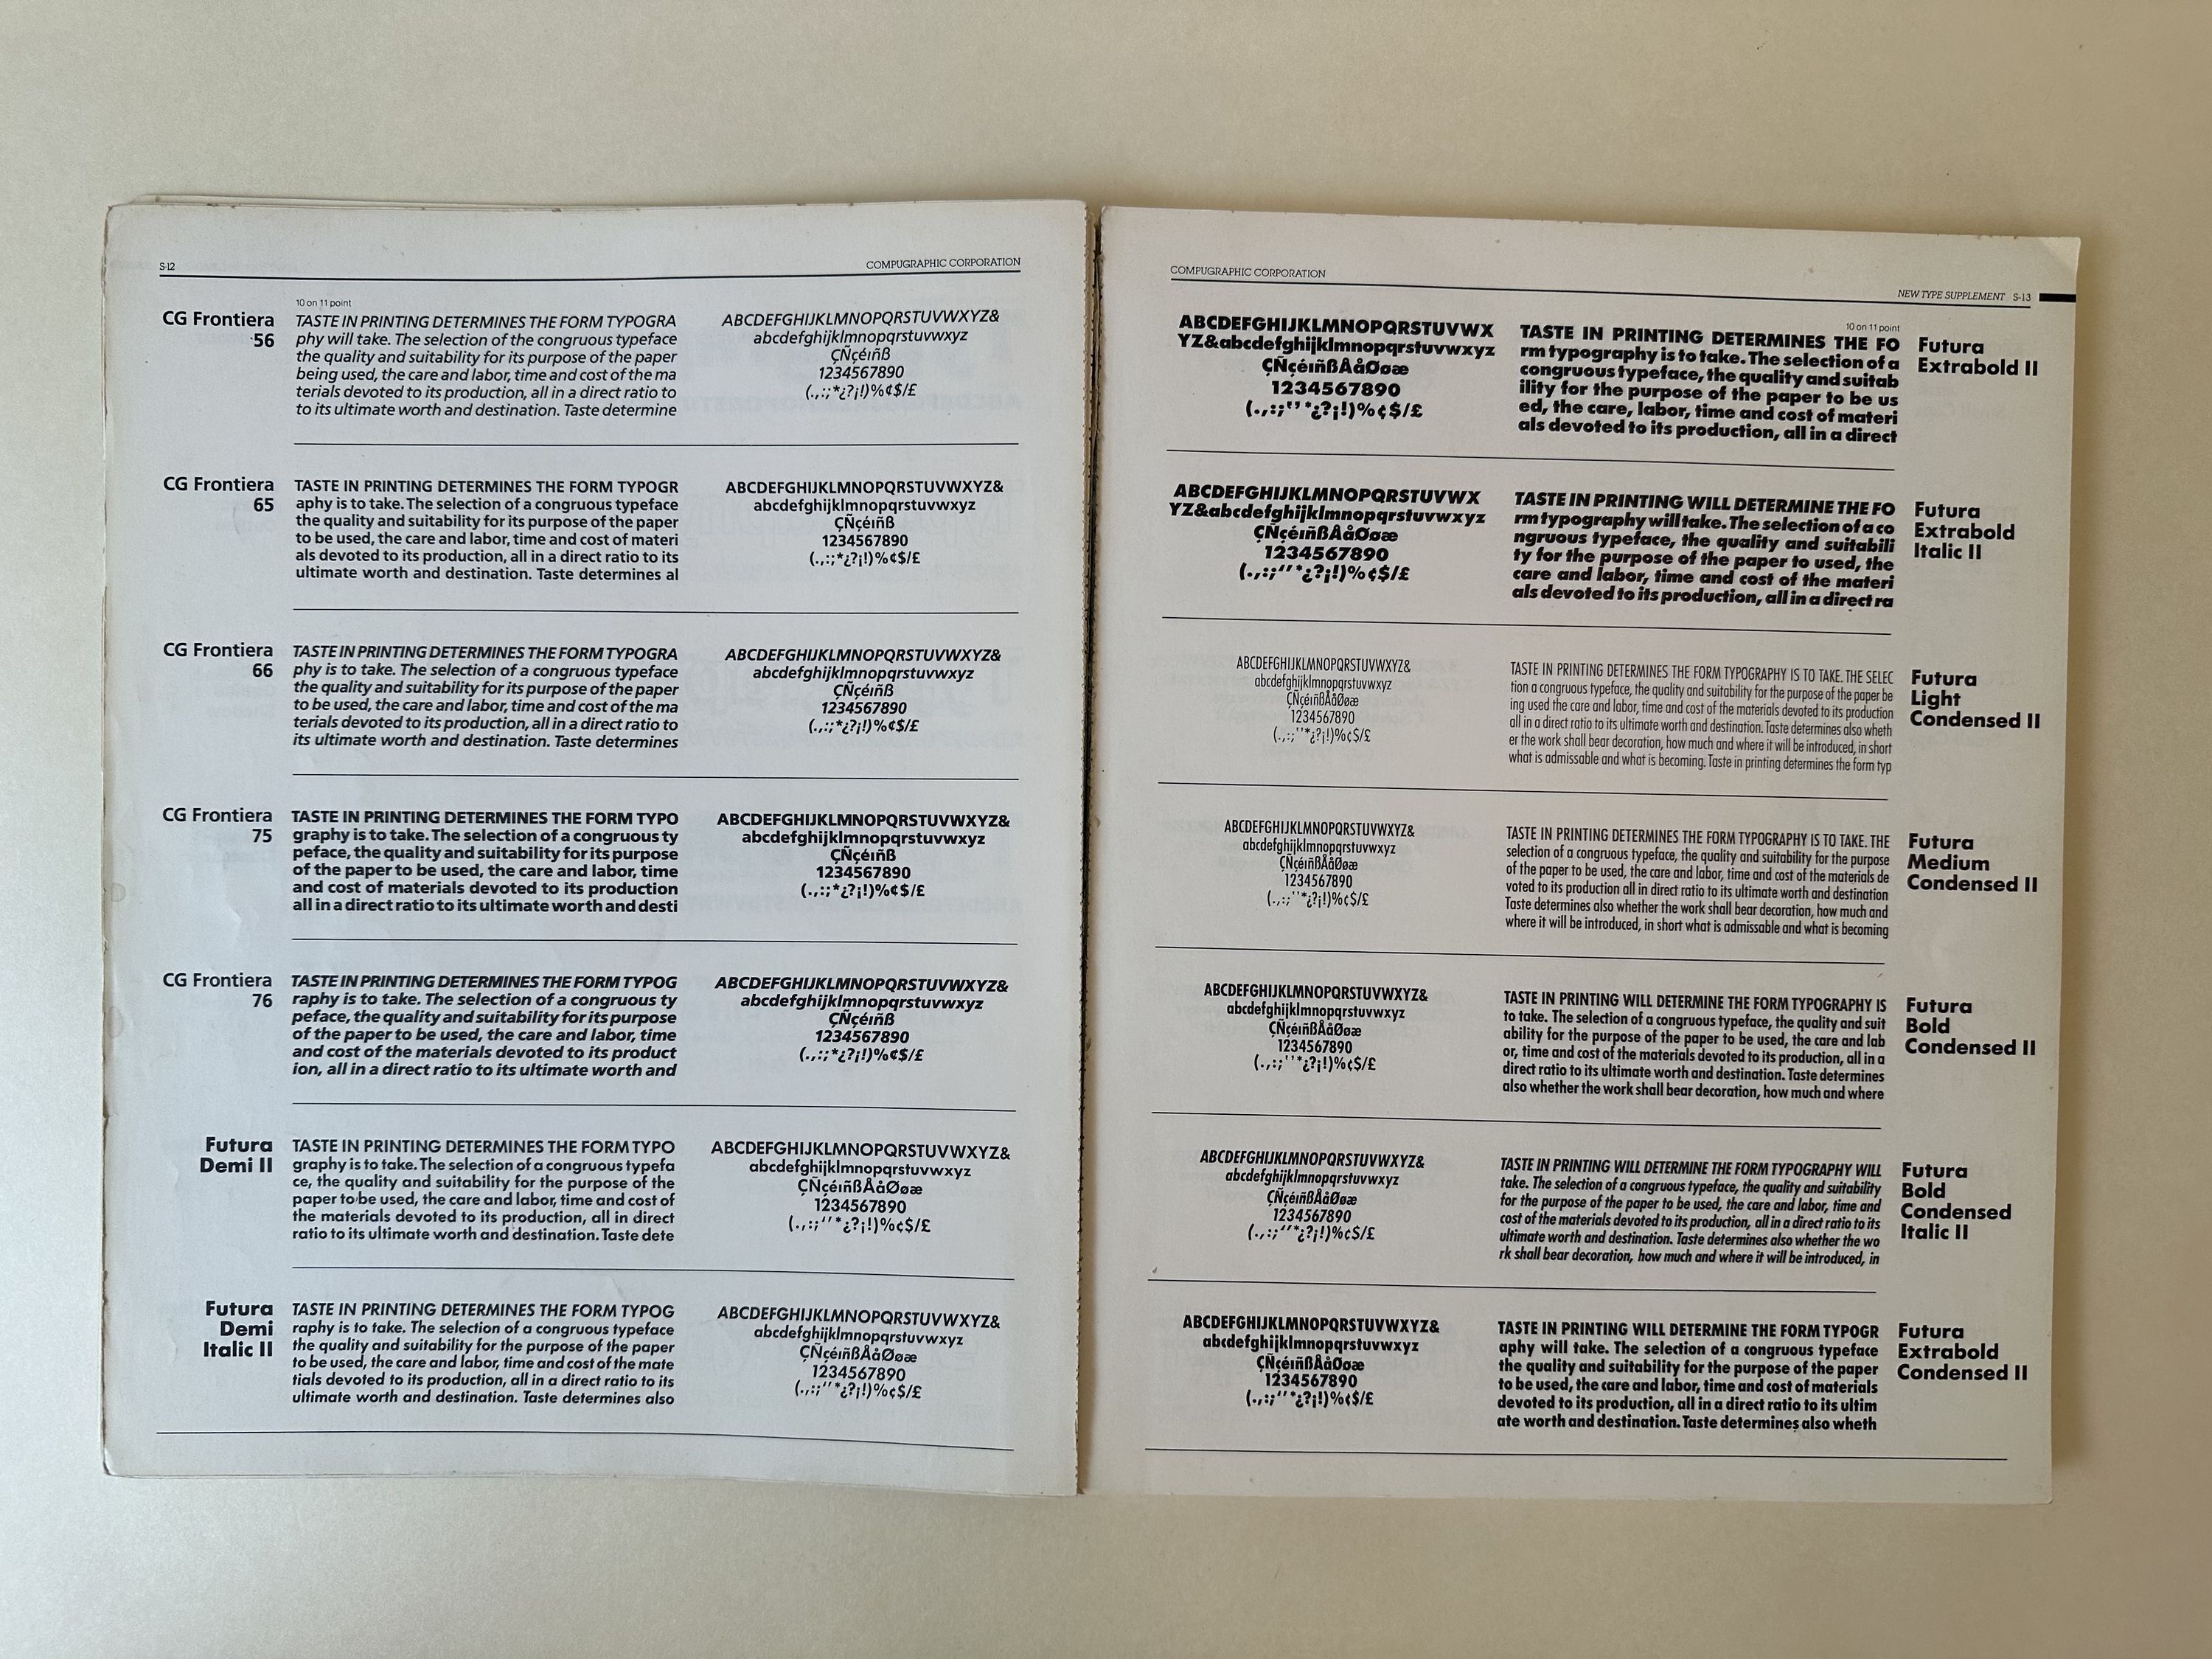 S-12
COMPUGRAPHIC CORPORATION
10 on 11 point
CG Frontiera
56
TASTE IN PRINTING DETERMINES THE FORM TYPOGRA
phy will take. The selection of the congruous typeface
the quality and suitability for its purpose of the paper
being used, the care and labor, time and cost of the ma
terials devoted to its production, all in a direct ratio to
to its ultimate worth and destination. Taste determine
ABCDEFGHIJKLMNOPQRSTUVWXYZ&
abcdefghijklmnopqrstuvwxyz
ÇÑçéıñß
1234567890
(.,:;*¿?¡!)%¢$/£
CG Frontiera
65
TASTE IN PRINTING DETERMINES THE FORM TYPOGR
aphy is to take. The selection of a congruous typeface
the quality and suitability for its purpose of the paper
to be used, the care and labor, time and cost of materi
als devoted to its production, all in a direct ratio to its
ultimate worth and destination. Taste determines al
ABCDEFGHIJKLMNOPQRSTUVWXYZ&
abcdefghijklmnopqrstuvwxyz
ÇÑçéıñß
1234567890
(.,:;*¿?¡!)%¢$/£
CG Frontiera
66
TASTE IN PRINTING DETERMINES THE FORM TYPOGRA
phy is to take. The selection of a congruous typeface
the quality and suitability for its purpose of the paper
to be used, the care and labor, time and cost of the ma
terials devoted to its production, all in a direct ratio to
its ultimate worth and destination. Taste determines
ABCDEFGHIJKLMNOPQRSTUVWXYZ&
abcdefghijklmnopqrstuvwxyz
ÇÑçéıñß
1234567890
(.,:;*¿?¡!)%¢$/£
CG Frontiera
75
TASTE IN PRINTING DETERMINES THE FORM TYPO
graphy is to take. The selection of a congruous ty
peface, the quality and suitability for its purpose
of the paper to be used, the care and labor, time
and cost of materials devoted to its production
all in a direct ratio to its ultimate worth and desti
ABCDEFGHIJKLMNOPQRSTUVWXYZ&
abcdefghijklmnopqrstuvwxyz
ÇÑçéıñß
1234567890
(.,:;*¿?¡!)%¢$/£
CG Frontiera
76
TASTE IN PRINTING DETERMINES THE FORM TYPOG
raphy is to take. The selection of a congruous ty
peface, the quality and suitability for its purpose
of the paper to be used, the care and labor, time
and cost of the materials devoted to its product
ion, all in a direct ratio to its ultimate worth and
ABCDEFGHIJKLMNOPQRSTUVWXYZ&
abcdefghijklmnopqrstuvwxyz
ÇÑçéıñß
1234567890
(.,:;*¿?¡!)%¢$/£
Futura
Demi II
TASTE IN PRINTING DETERMINES THE FORM TYPO
graphy is to take. The selection of a congruous typefa
ce, the quality and suitability for the purpose of the
paper to be used, the care and labor, time and cost of
the materials devoted to its production, all in direct
ratio to its ultimate worth and destination. Taste dete
ABCDEFGHIJKLMNOPQRSTUVWXYZ&
abcdefghijklmnopqrstuvwxyz
ÇÑçéıñßÅåØøæ
1234567890
(.,:;‘’*¿?¡!)%¢$/£
Futura
Demi
Italic II
TASTE IN PRINTING DETERMINES THE FORM TYPOG
raphy is to take. The selection of a congruous typeface
the quality and suitability for the purpose of the paper
to be used, the care and labor, time and cost of the mate
tials devoted to its production, all in a direct ratio to its
ultimate worth and destination. Taste determines also
ABCDEFGHIJKLMNOPQRSTUVWXYZ&
abcdefghijklmnopqrstuvwxyz
ÇÑçéıñßÅåØøæ
1234567890
(.,:;‘’*¿?¡!)%¢$/£
COMPUGRAPHIC CORPORATION
NEW TYPE SUPPLEMENT S-13
ABCDEFGHIJKLMNOPQRSTUVWX
YZ&abcdefghijklmnopqrstuvwxyz
ÇÑçéıñßÅåØøæ
1234567890
(.,:;‘’*¿?¡!)%¢$/£
10 on 11 point
TASTE IN PRINTING DETERMINES THE FO
rm typography is to take. The selection of a
congruous typeface, the quality and suitab
ility for the purpose of the paper to be us
ed, the care, labor, time and cost of materi
als devoted to its production, all in a direct
Futura
Extrabold II
ABCDEFGHIJKLMNOPQRSTUVWX
YZ&abcdefghijklmnopqrstuvwxyz
ÇÑçéıñßÅåØøæ
1234567890
(.,:;‘’*¿?¡!)%¢$/£
TASTE IN PRINTING WILL DETERMINE THE FO
rm typography will take. The selection of a co
ngruous typeface, the quality and suitabili
ty for the purpose of the paper to used, the
care and labor, time and cost of the materi
als devoted to its production, all in a direct ra
Futura
Extrabold
Italic II
ABCDEFGHIJKLMNOPQRSTUVWXYZ&
abcdefghijklmnopqrstuvwxyz
ÇÑçéıñßÅåØøæ
1234567890
(.,:;‘’*¿?¡!)%¢$/£
TASTE IN PRINTING DETERMINES THE FORM TYPOGRAPHY IS TO TAKE. THE SELEC
tion a congruous typeface, the quality and suitability for the purpose of the paper be
ing used the care and labor, time and cost of the materials devoted to its production
all in a direct ratio to its ultimate worth and destination. Taste determines also wheth
er the work shall bear decoration, how much and where it will be introduced, in short
what is admissable and what is becoming. Taste in printing determines the form typ
Futura
Light
Condensed II
ABCDEFGHIJKLMNOPQRSTUVWXYZ&
abcdefghijklmnopqrstuvwxyz
ÇÑçéıñßÅåØøæ
1234567890
(.,:;‘’*¿?¡!)%¢$/£
TASTE IN PRINTING DETERMINES THE FORM TYPOGRAPHY IS TO TAKE. THE
selection of a congruous typeface, the quality and suitability for the purpose
of the paper to be used, the care and labor, time and cost of the materials de
voted to its production all in direct ratio to its ultimate worth and destination
Taste determines also whether the work shall bear decoration, how much and
where it will be introduced, in short what is admissable and what is becoming
Futura
Medium
Condensed II
ABCDEFGHIJKLMNOPQRSTUVWXYZ&
abcdefghijklmnopqrstuvwxyz
ÇÑçéıñßÅåØøæ
1234567890
(.,:;‘’*¿?¡!)%¢$/£
TASTE IN PRINTING WILL DETERMINE THE FORM TYPOGRAPHY IS
to take. The selection of a congruous typeface, the quality and suit
ability for the purpose of the paper to be used, the care and lab
or, time and cost of the materials devoted to its production, all in a
direct ratio to its ultimate worth and destination. Taste determines
also whether the work shall bear decoration, how much and where
Futura
Bold
Condensed II
ABCDEFGHIJKLMNOPQRSTUVWXYZ&
abcdefghijklmnopqrstuvwxyz
ÇÑçéıñßÅåØøæ
1234567890
(.,:;‘’*¿?¡!)%¢$/£
TASTE IN PRINTING WILL DETERMINE THE FORM TYPOGRAPHY WILL
take. The selection of a congruous typeface, the quality and suitability
for the purpose of the paper to be used, the care and labor, time and
cost of the materials devoted to its production, all in a direct ratio to its
ultimate worth and destination. Taste determines also whether the wo
rk shall bear decoration, how much and where it will be introduced, in
Futura
Bold
Condensed
Italic II
ABCDEFGHIJKLMNOPQRSTUVWXYZ&
abcdefghijklmnopqrstuvwxyz
ÇÑçéıñßÅåØøæ
1234567890
(.,:;‘’*¿?¡!)%¢$/£
TASTE IN PRINTING WILL DETERMINE THE FORM TYPOGR
aphy will take. The selection of a congruous typeface
the quality and suitability for the purpose of the paper
to be used, the care and labor, time and cost of materials
devoted to its production, all in a direct ratio to its ultim
ate worth and destination. Taste determines also wheth
Futura
Extrabold
Condensed II